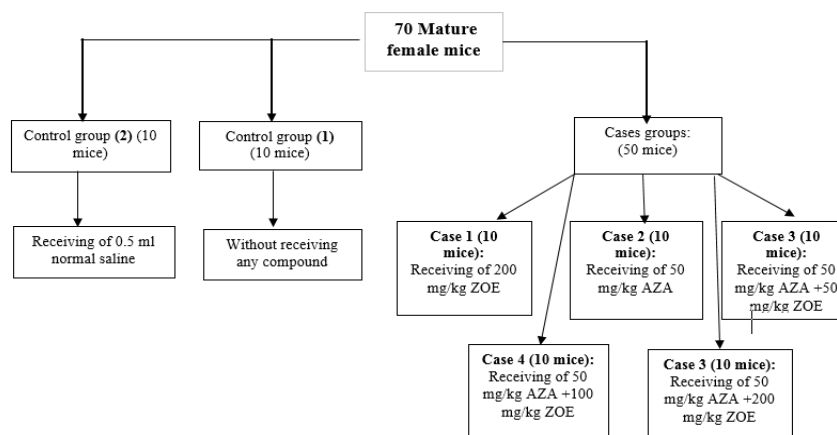 70 Mature
female mice
Control group (2) (10
mice)
Control group (1)
(10 mice)
Cases groups:
(50 mice)
Receiving of 0.5 ml
normal saline
Without receiving
any compound
Case 1 (10
mice):
Receiving of 200
mg/kg ZOE
Case 2 (10
mice):
Receiving of 50
mg/kg AZA
Case 3 (10
mice):
Receiving of 50
mg/kg AZA +50
mg/kg ZOE
Case 4 (10 mice):
Receiving of 50
mg/kg AZA +100
mg/kg ZOE
Case 3 (10 mice):
Receiving of 50
mg/kg AZA +200
mg/kg ZOE